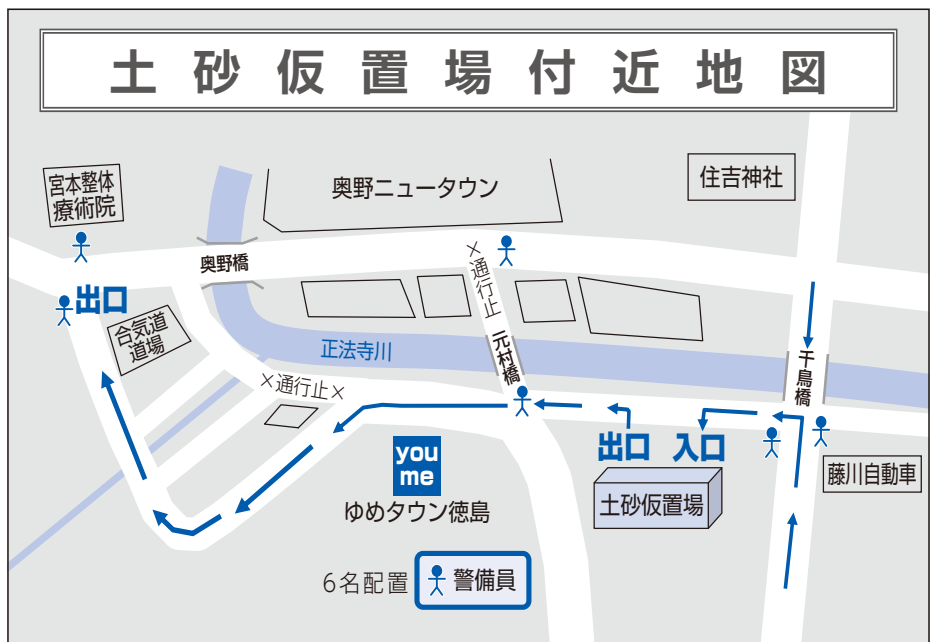 土砂仮置場付近地図
宮本整体
療術院
奥野ニュータウン
住吉神社
奥野橋
×通行止
出口
合気道
道場
正法寺川
元村橋
千鳥橋
×通行止×
出口
入口
you
me
ゆめタウン徳島
土砂仮置場
藤川自動車
6名配置
警備員